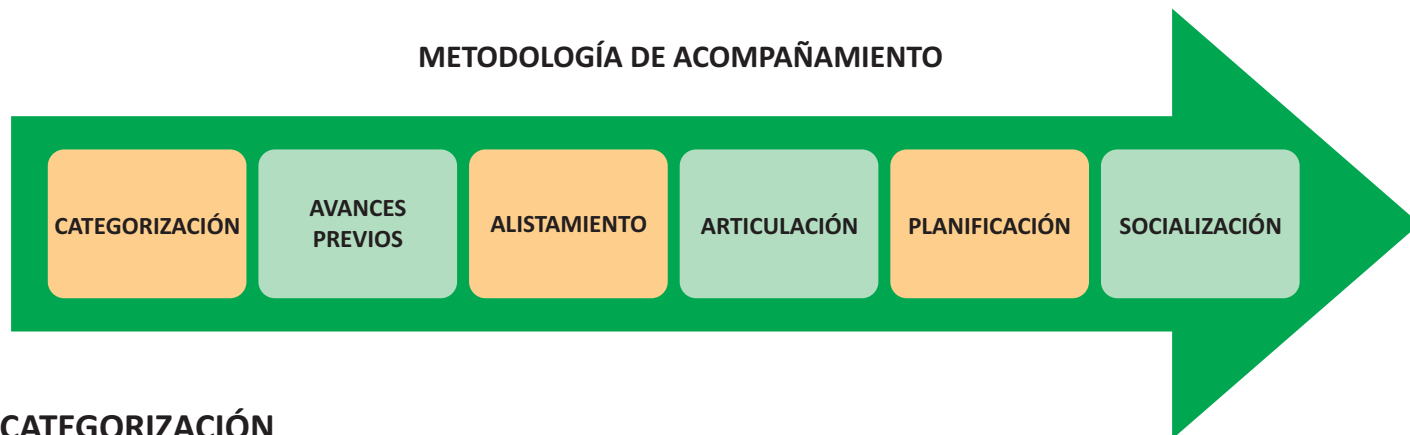 METODOLOGÍA DE ACOMPAÑAMIENTO
CATEGORIZACIÓN
AVANCES
PREVIOS
ALISTAMIENTO
ARTICULACIÓN
PLANIFICACIÓN
SOCIALIZACIÓN
CATEGORIZACIÓN